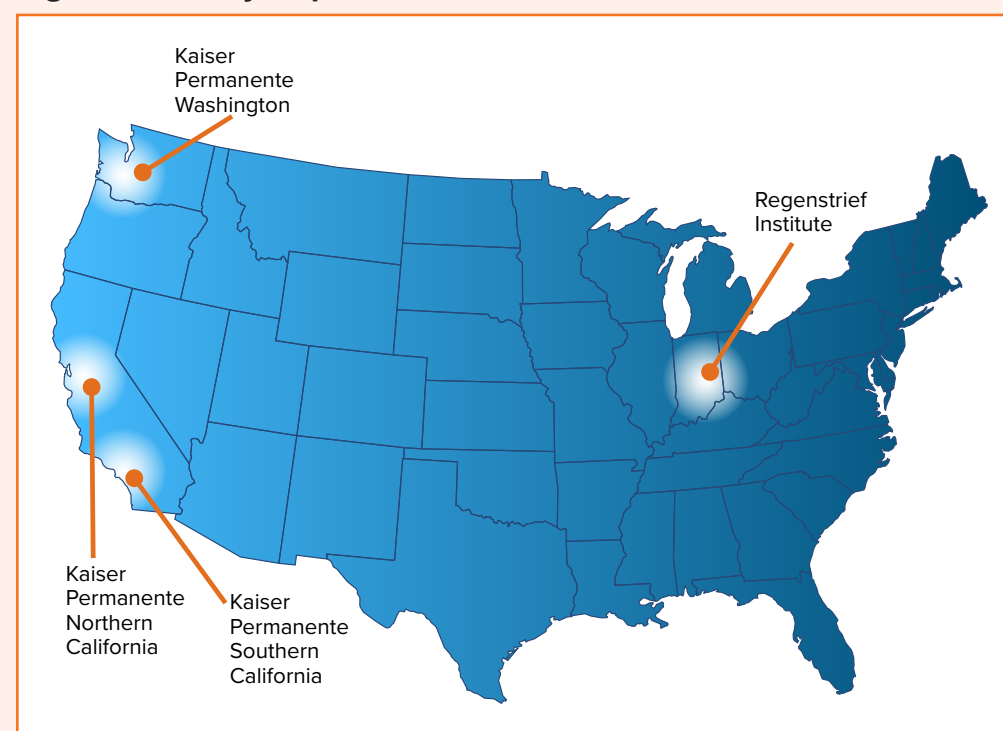 Kaiser
Permanente
Washington
Regenstrief
Institute
Kaiser
Permanente
Northern
California
Kaiser
Permanente
Southern
California